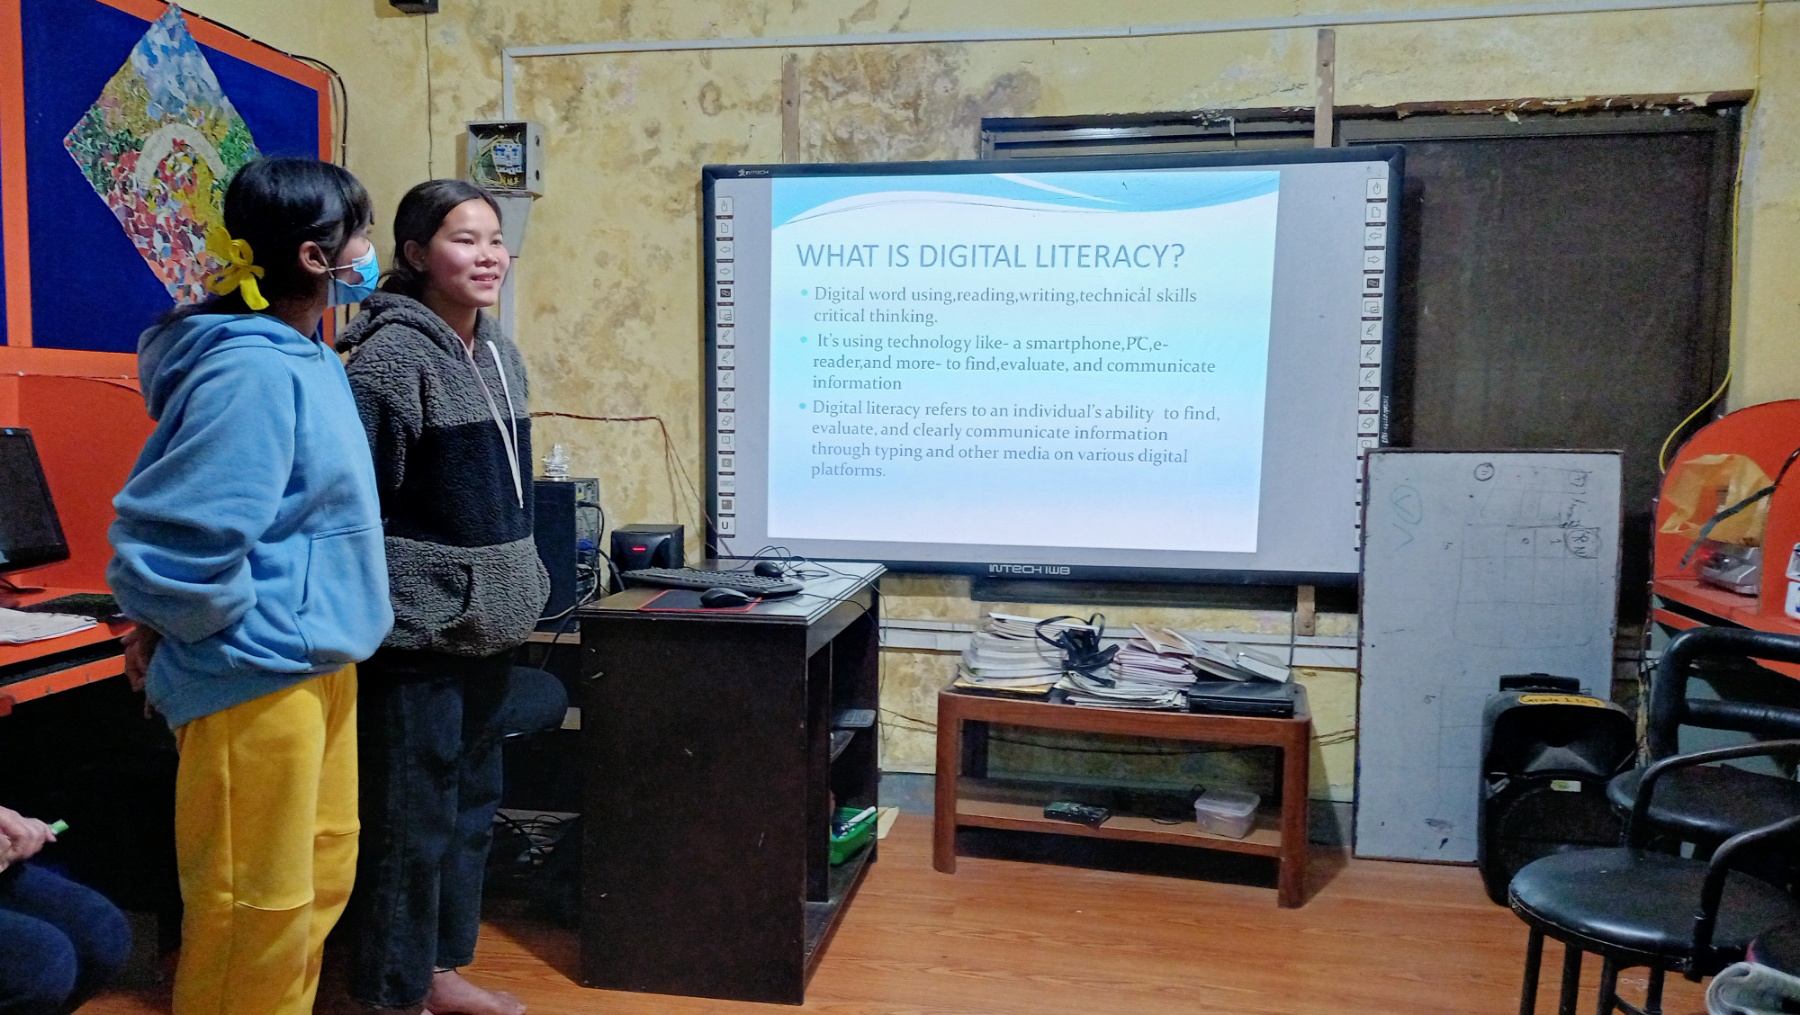 INTECH
WHAT IS DIGITAL LITERACY?
Digital word using,reading,writing,technical skills
critical thinking.
It's using technology like- a smartphone,PC,e-
reader,and more- to find,evaluate, and communicate
information
Digital literacy refers to an individual's ability to find,
evaluate, and clearly communicate information
through typing and other media on various digital
platforms.
U
INTECH IWB